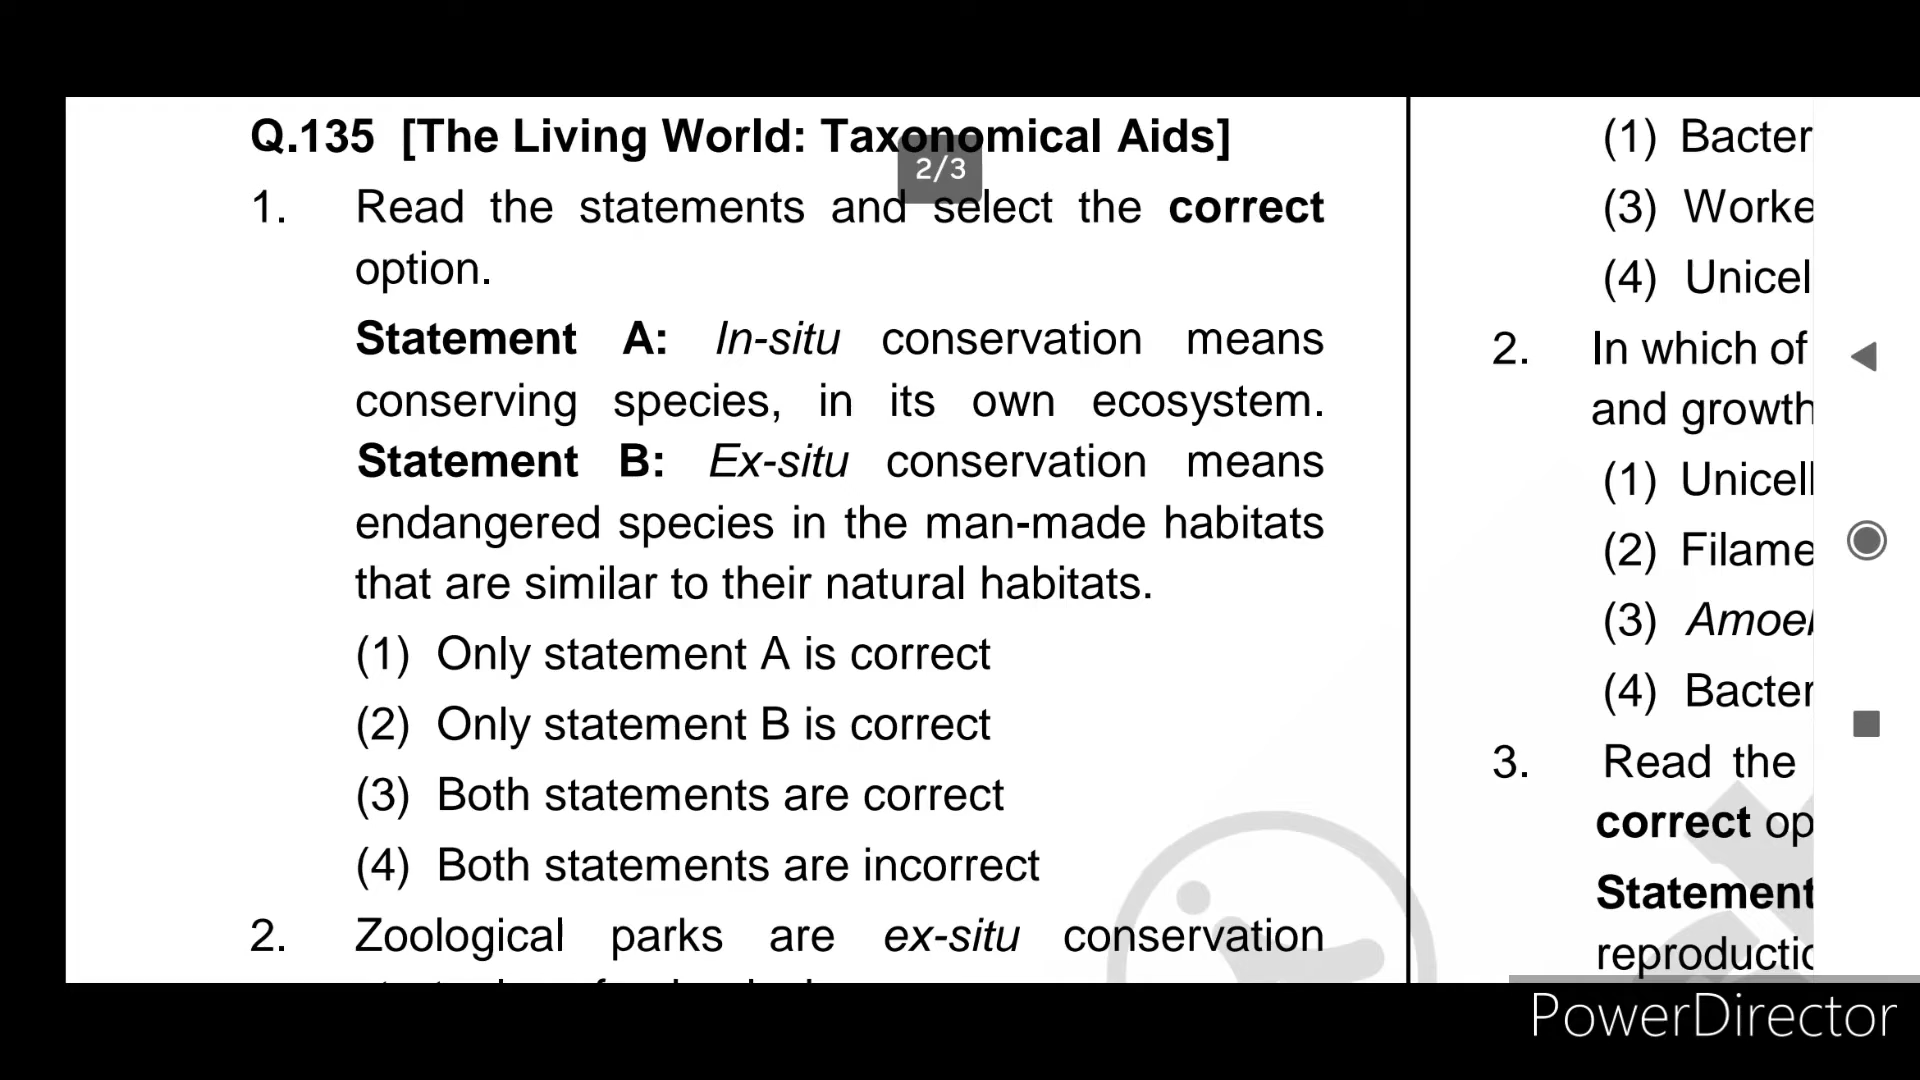 Q.135 [The Living World: Taxonomical Aids]
2/3
1. Read the statements and select the correct
option.
Statement A: In-situ conservation means
conserving species, in its own ecosystem.
Statement B: Ex-situ conservation means
endangered species in the man-made habitats
that are similar to their natural habitats.
(1) Only statement A is correct
(2) Only statement B is correct
(3) Both statements are correct
(4) Both statements are incorrect
2. Zoological parks are ex-situ conservation
(1) Bacter
(3) Worke
(4) Unicel
2. In which of
and growth
(1) Unicell
(2) Filame
(3) Amoe
(4) Bacter
3. Read the
correct op
Statement
reproductic
PowerDirector